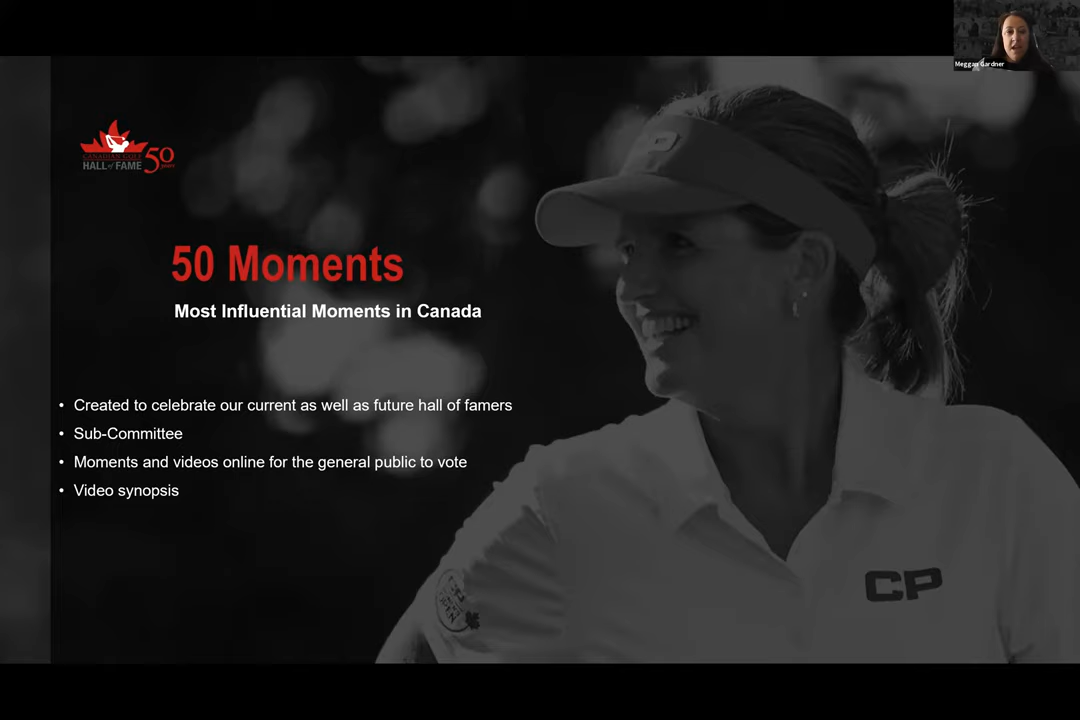 Meggan Gardner
CANADIAN GOLF
HALL of FAME 50 years
50 Moments
Most Influential Moments in Canada
• Created to celebrate our current as well as future hall of famers
• Sub-Committee
• Moments and videos online for the general public to vote
• Video synopsis
CP